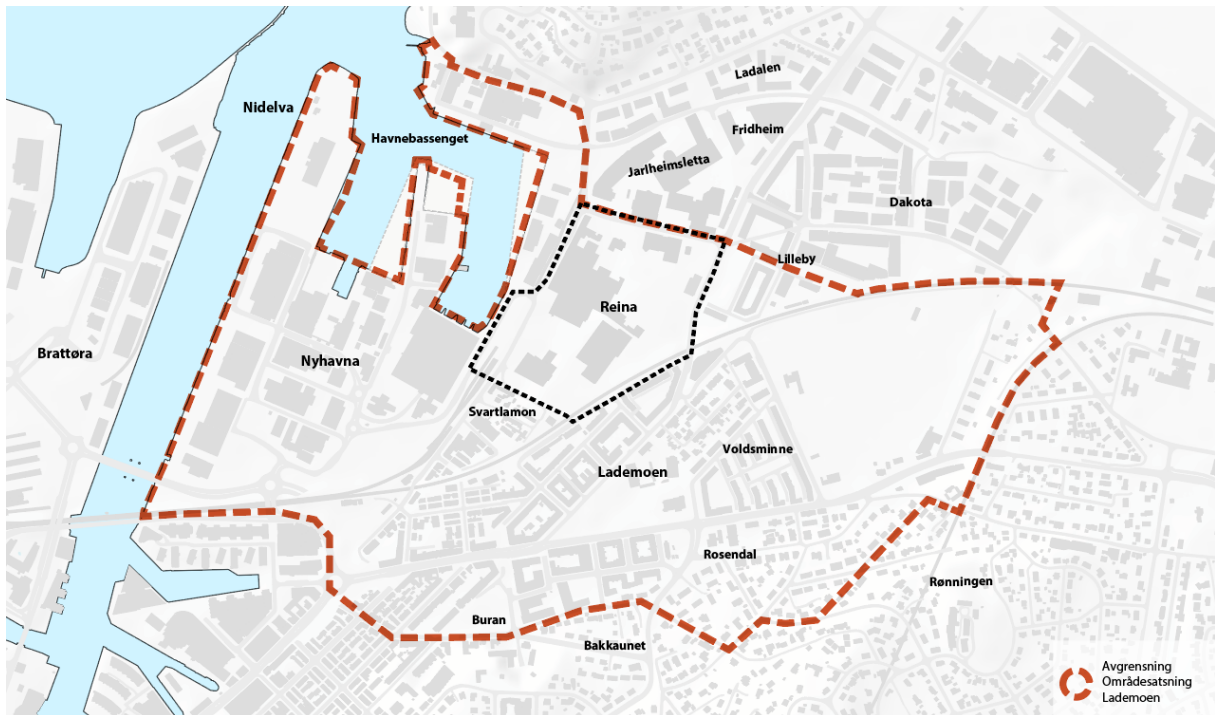 Ladalen
Nidelva
Fridheim
Havnebassenget
Jarlheimsletta
Dakota
Lilleby
Reina
Brattøra
Nyhavna
Svartlamon
Voldsminne
Lademoen
Rosendal
Rønningen
Buran
Bakkaunet
Avgrensning
Områdesatsning
Lademoen